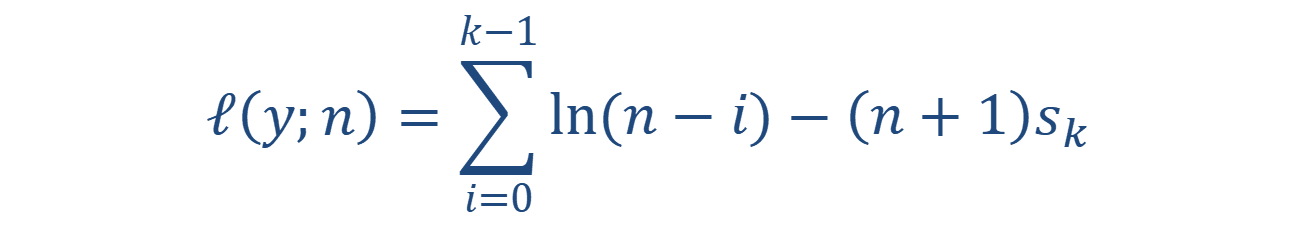 ℓ(y; n) = ∑_{i=0}^{k−1} ln(n − i) − (n + 1)s_k